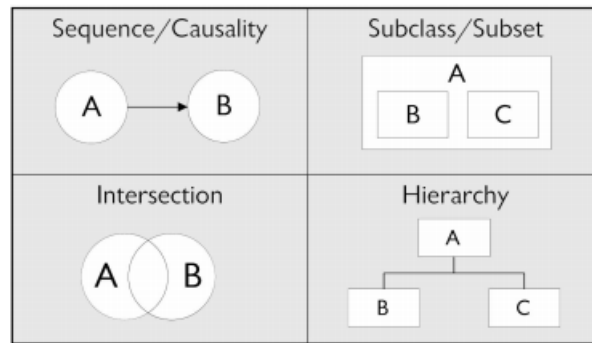 Sequence/Causality
A
B
Subclass/Subset
A
B
C
Intersection
A
B
Hierarchy
A
B
C